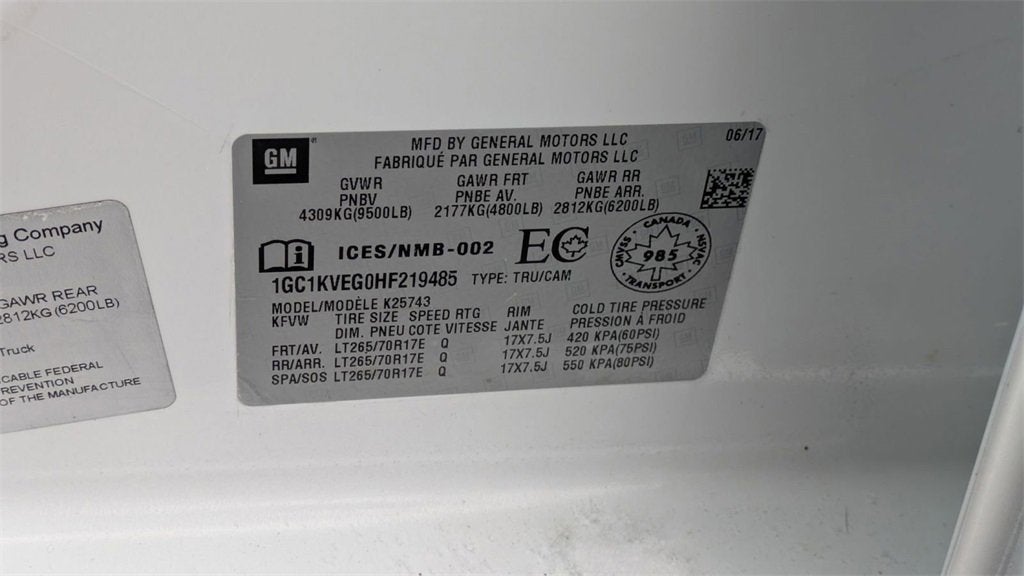 g Company
RS LLC
GAWR REAR
2812KG(6200LB)
Truck
CABLE FEDERAL
REVENTION
OF THE MANUFACTURE
GM
MFD BY GENERAL MOTORS LLC
FABRIQUÉ PAR GENERAL MOTORS LLC
06/17
GVWR GAWR FRT GAWR RR
PNBV PNBE AV. PNBE ARR.
4309KG(9500LB) 2177KG(4800LB) 2812KG(6200LB)
ICES/NMB-002 EC
CANADA CMVSS NSVAC 985 TRANSPORT
1GC1KVEG0HF219485 TYPE: TRU/CAM
MODEL/MODÈLE K25743
KFVW TIRE SIZE SPEED RTG RIM COLD TIRE PRESSURE
DIM. PNEU COTE VITESSE JANTE PRESSION À FROID
FRT/AV. LT265/70R17E Q 17X7.5J 420 KPA(60PSI)
RR/ARR. LT265/70R17E Q 17X7.5J 520 KPA(75PSI)
SPA/SOS LT265/70R17E Q 17X7.5J 550 KPA(80PSI)